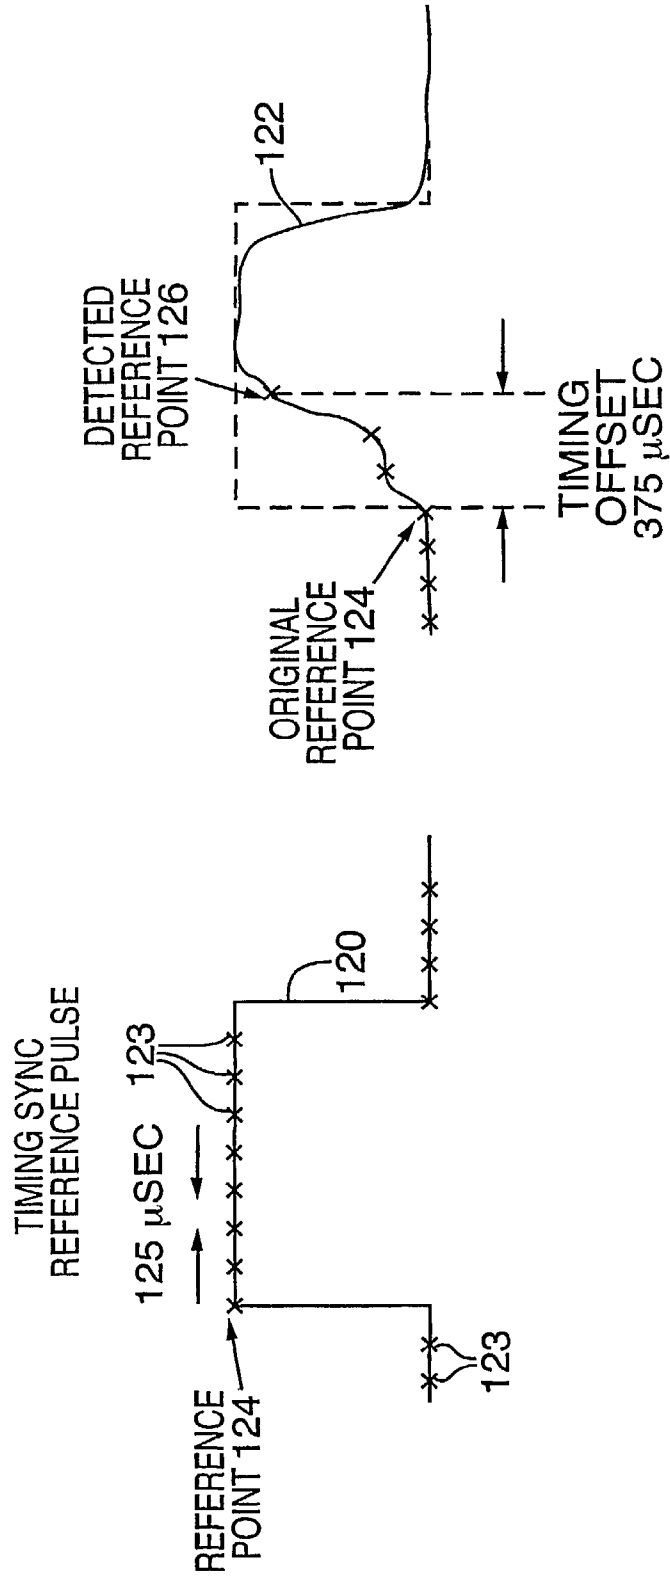 TIMING SYNC
REFERENCE PULSE
125 µSEC
123
REFERENCE
POINT 124
120
123
DETECTED
REFERENCE
POINT 126
122
ORIGINAL
REFERENCE
POINT 124
TIMING
OFFSET
375 µSEC